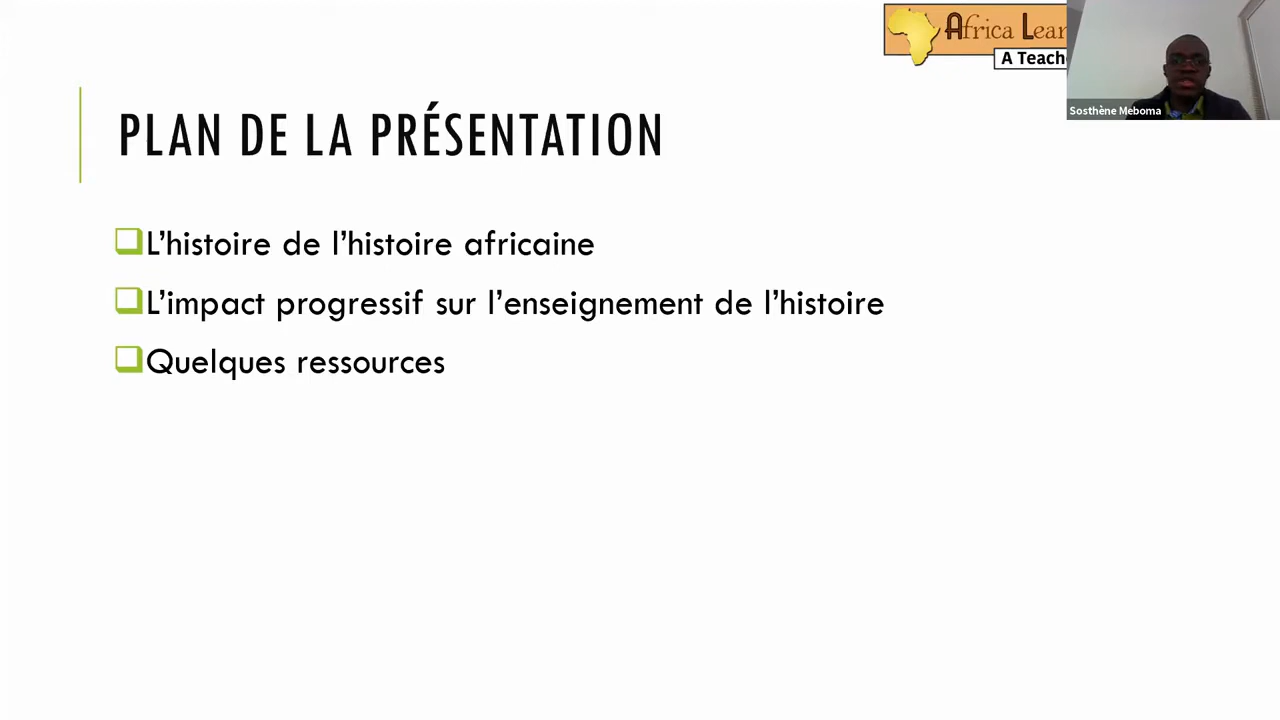 Africa Lear
A Teach
Sosthène Meboma
PLAN DE LA PRÉSENTATION
L’histoire de l’histoire africaine
L’impact progressif sur l’enseignement de l’histoire
Quelques ressources